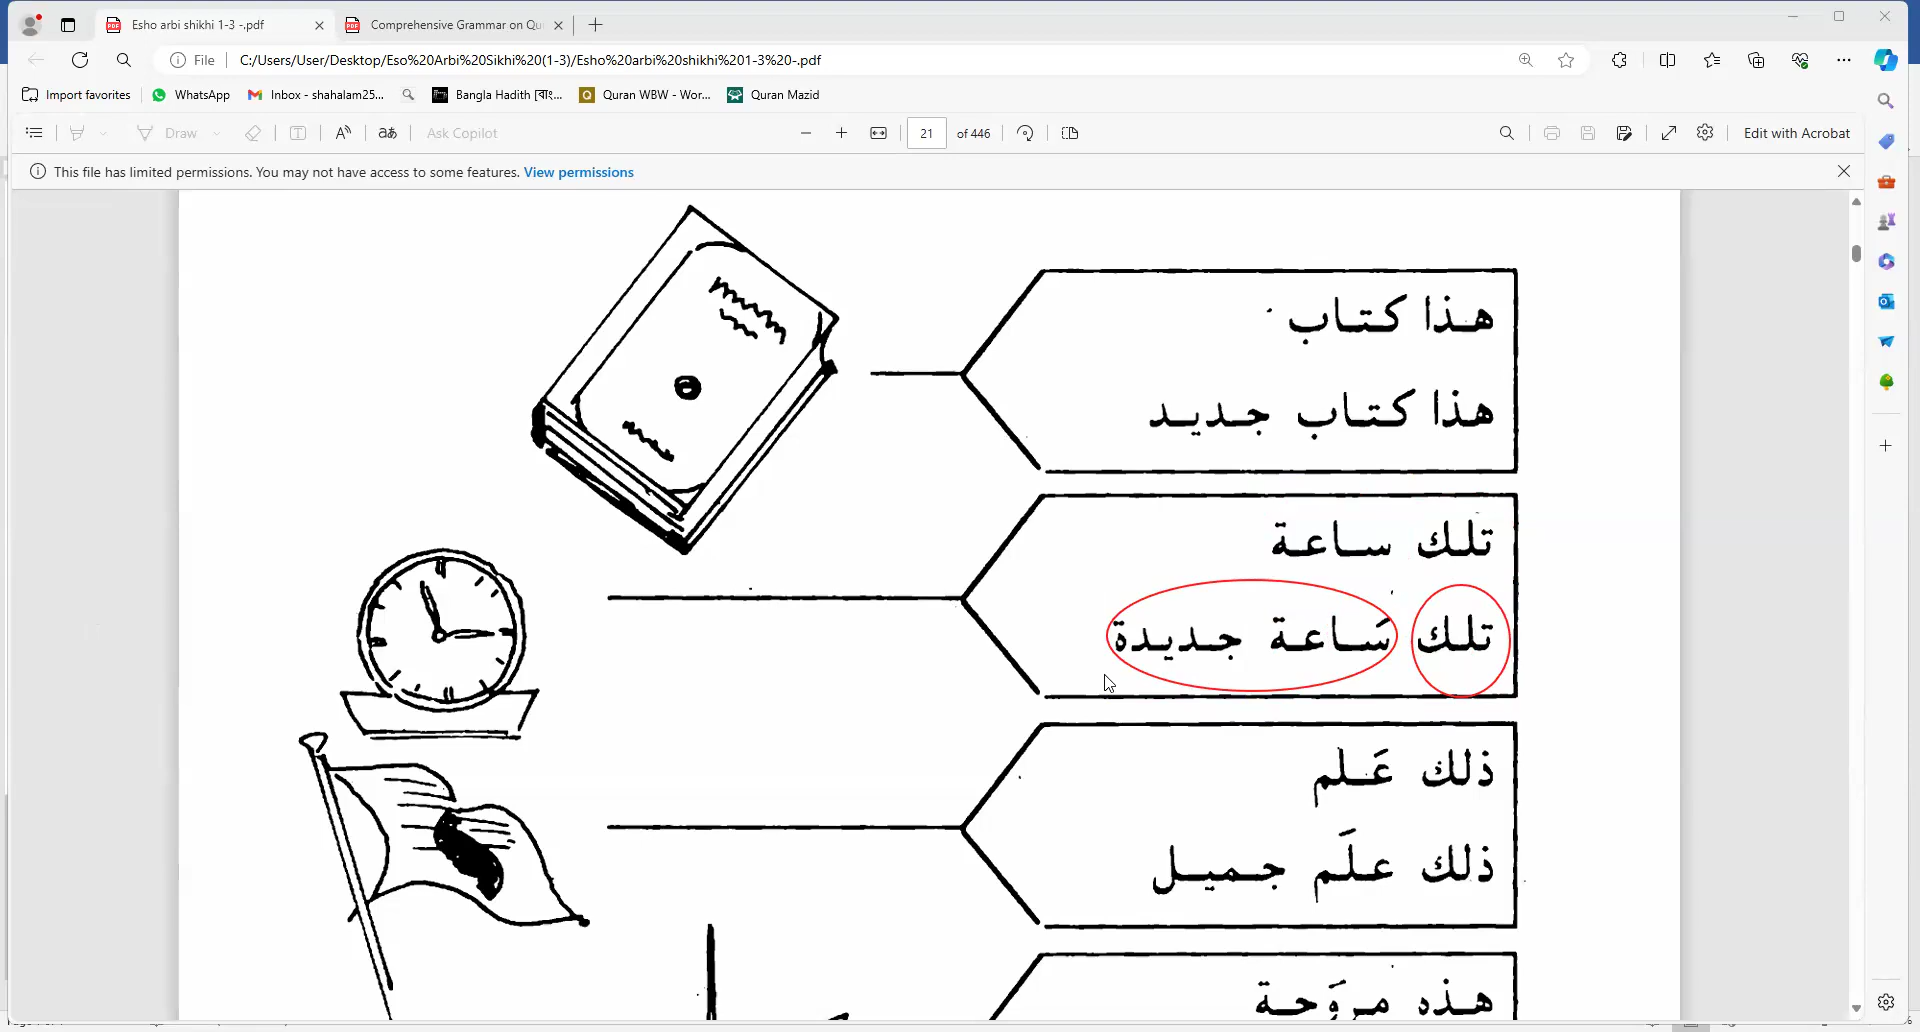 Esho arbi shikhi 1-3 -.pdf
Comprehensive Grammar on Qu
File
C:/Users/User/Desktop/Eso%20Arbi%20Sikhi%20(1-3)/Esho%20arbi%20shikhi%201-3%20-.pdf
Import favorites
WhatsApp
Inbox - shahalam25...
Bangla Hadith [বাং...
Quran WBW - Wor...
Quran Mazid
Draw
Ask Copilot
21
of 446
Edit with Acrobat
This file has limited permissions. You may not have access to some features. View permissions
هذا كتاب
هذا كتاب جديد
تلك ساعة
تلك سَاعة جديدة
ذلك عَلم
ذلك علَم جميل
هذه مروَحة